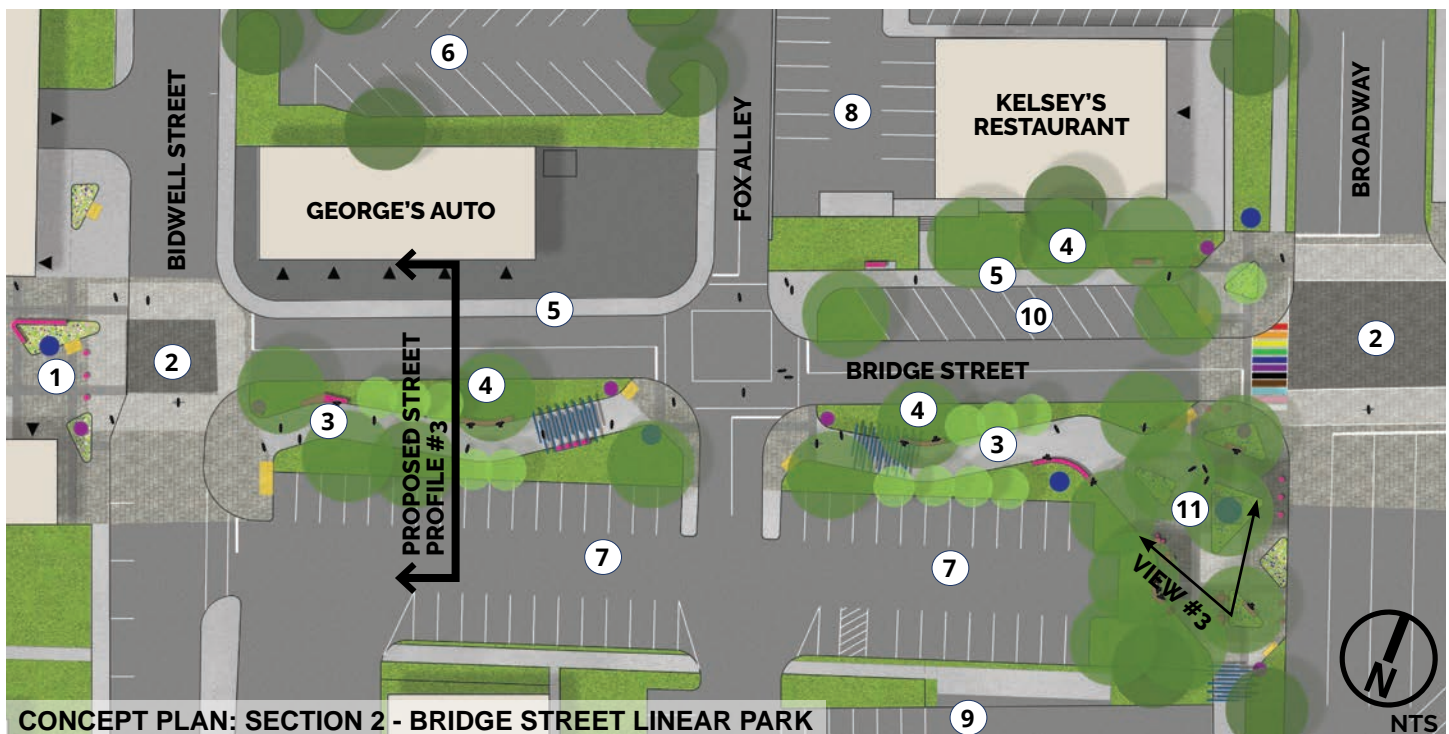 6
8
KELSEY'S
RESTAURANT
BIDWELL STREET
GEORGE'S AUTO
FOX ALLEY
BROADWAY
4
5
5
10
1
2
BRIDGE STREET
2
PROPOSED STREET
PROFILE #3
3
4
4
3
11
7
7
VIEW #3
N
CONCEPT PLAN: SECTION 2 - BRIDGE STREET LINEAR PARK
9
NTS